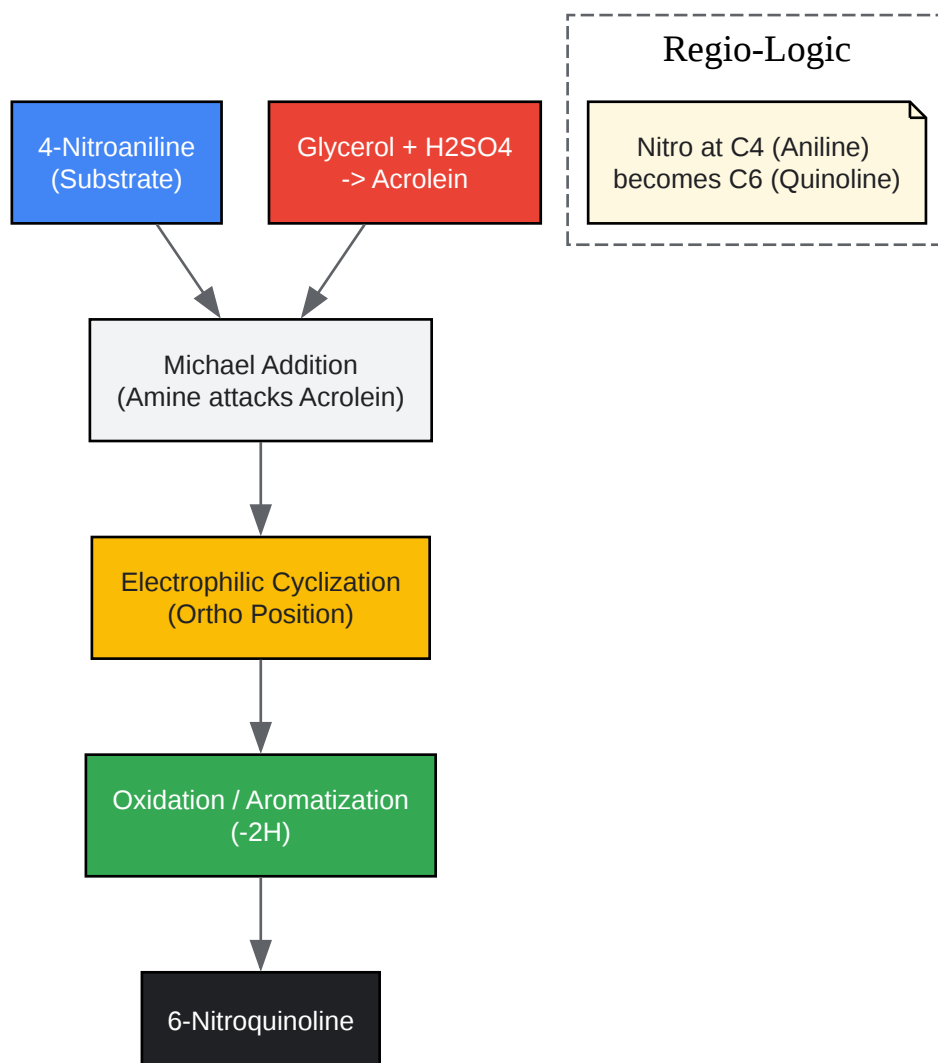 Regio-Logic
4-Nitroaniline
(Substrate)
Glycerol + H2SO4
-> Acrolein
Nitro at C4 (Aniline)
becomes C6 (Quinoline)
Michael Addition
(Amine attacks Acrolein)
Electrophilic Cyclization
(Ortho Position)
Oxidation / Aromatization
(-2H)
6-Nitroquinoline